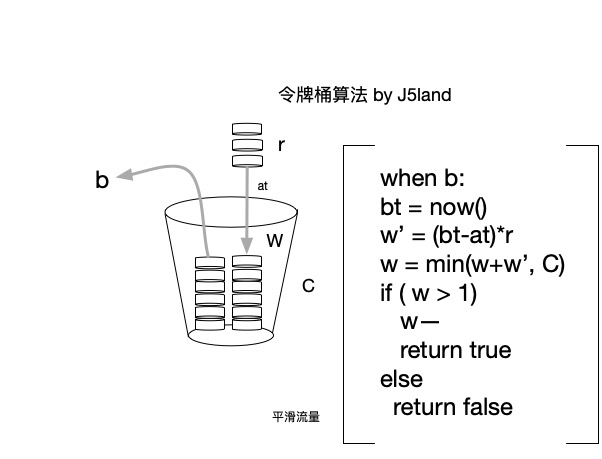 令牌桶算法 by J5land
r
b
at
W
C
when b:
bt = now()
w’ = (bt-at)*r
w = min(w+w’, C)
if ( w > 1)
w—
return true
else
return false
平滑流量